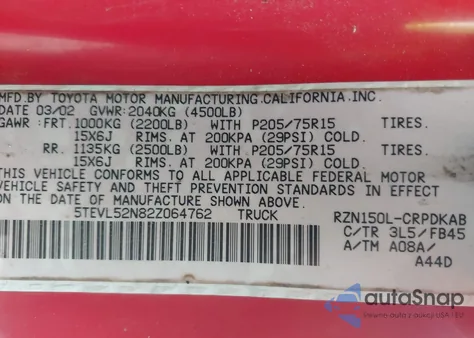 MFD.BY TOYOTA MOTOR MANUFACTURING,CALIFORNIA,INC.
DATE 03/02 GVWR:2040KG (4500LB)
GAWR :FRT. 1000KG (2200LB) WITH P205/75R15 TIRES.
15X6J RIMS. AT 200KPA (29PSI) COLD.
RR. 1135KG (2500LB) WITH P205/75R15 TIRES.
15X6J RIMS. AT 200KPA (29PSI) COLD.
THIS VEHICLE CONFORMS TO ALL APPLICABLE FEDERAL MOTOR
VEHICLE SAFETY AND BUMPER STANDARDS IN EFFECT ON THE
DATE OF MANUFACTURE SHOWN ABOVE.
5TEVL52N82Z064762 TRUCK RZN150L-CRPDKAB
C/TR 3L5/FB45
A/TM A08A/
A44D
autoSnap